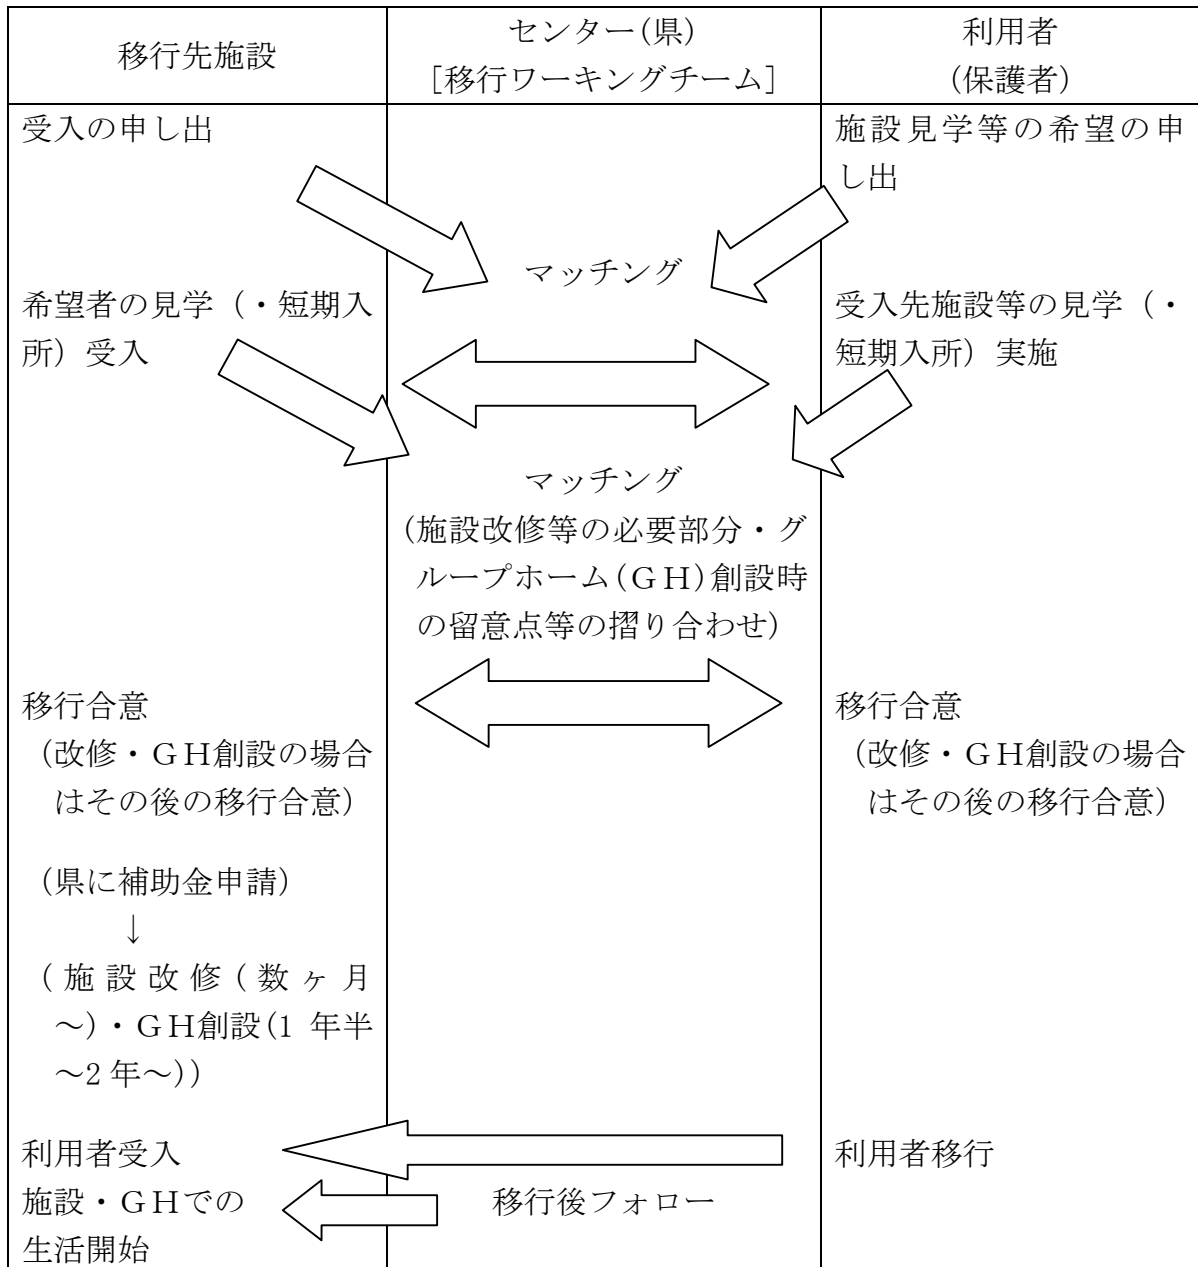 移行先施設
センター(県)
[移行ワーキングチーム]
利用者
(保護者)
受入の申し出
施設見学等の希望の申
し出
マッチング
希望者の見学（・短期入
所）受入
受入先施設等の見学（・
短期入所）実施
マッチング
(施設改修等の必要部分・グ
ループホーム(ＧＨ)創設時
の留意点等の摺り合わせ)
移行合意
(改修・ＧＨ創設の場合
はその後の移行合意)
移行合意
(改修・ＧＨ創設の場合
はその後の移行合意)
(県に補助金申請)
↓
(施設改修(数ヶ月
～)・ＧＨ創設(1 年半
～2 年～))
利用者受入
利用者移行
施設・ＧＨでの
生活開始
移行後フォロー